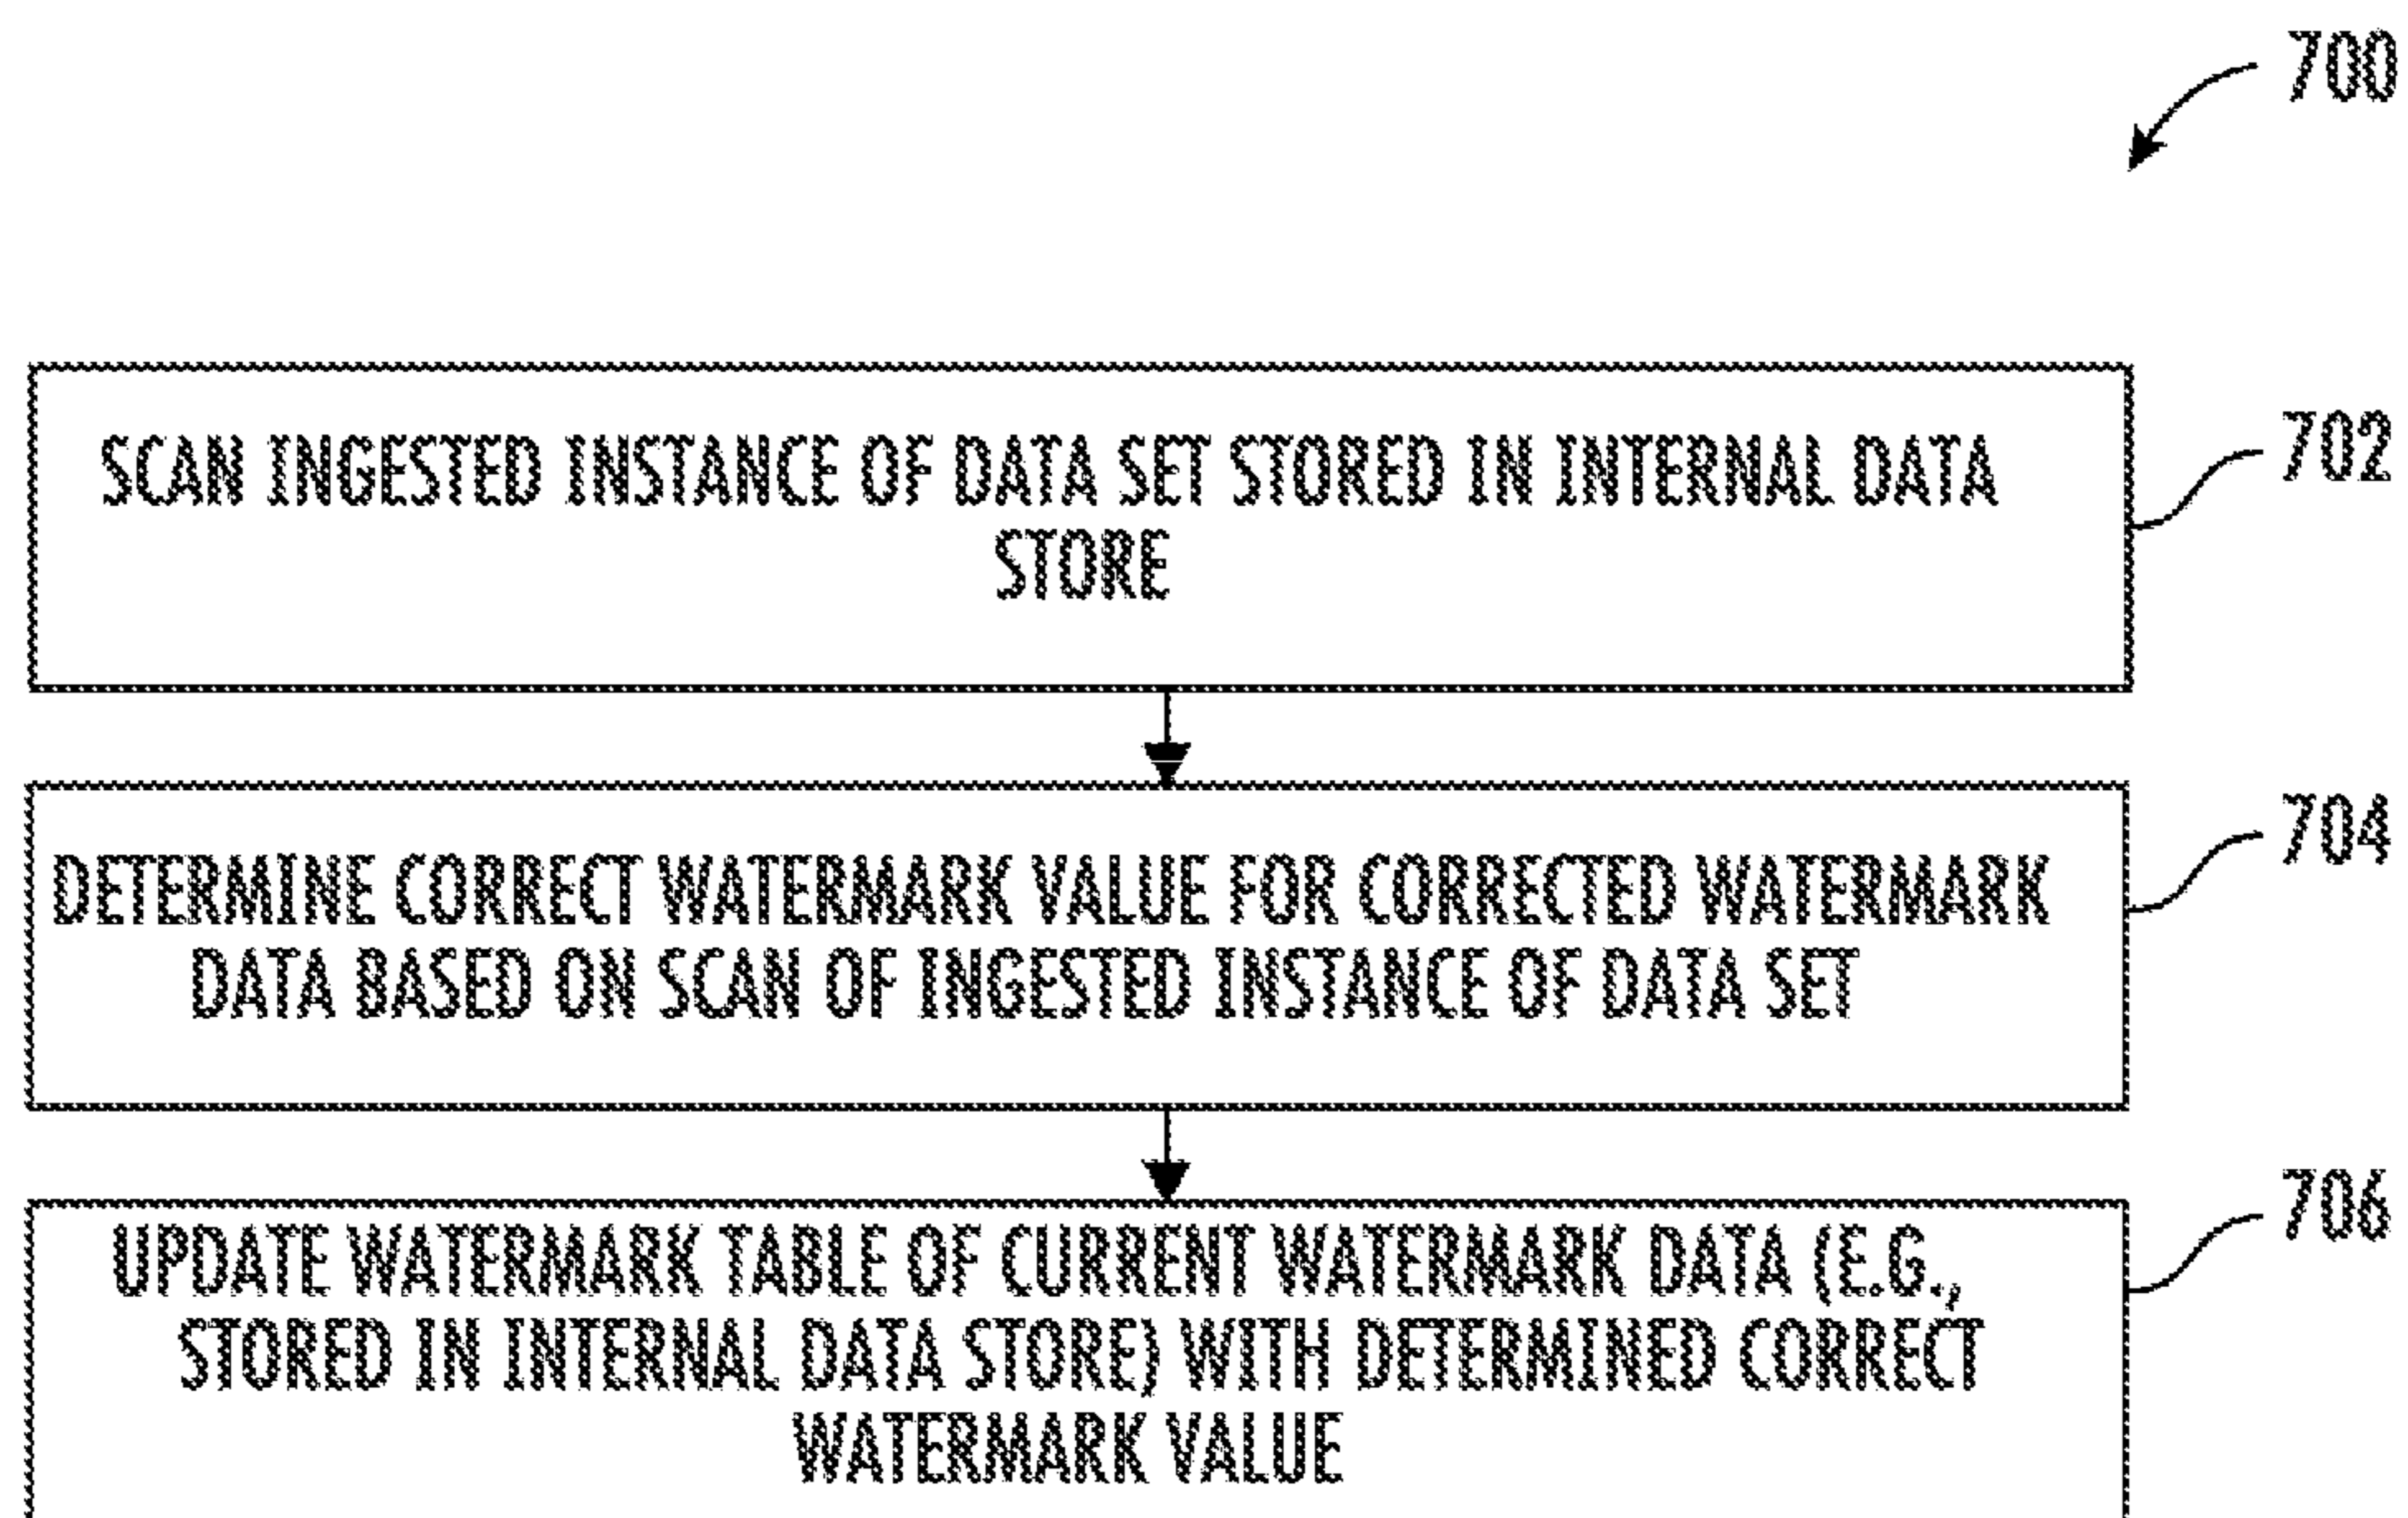 700
SCAN INGESTED INSTANCE OF DATA SET STORED IN INTERNAL DATA
STORE
702
DETERMINE CORRECT WATERMARK VALUE FOR CORRECTED WATERMARK
DATA BASED ON SCAN OF INGESTED INSTANCE OF DATA SET
704
UPDATE WATERMARK TABLE OF CURRENT WATERMARK DATA (E.G.,
STORED IN INTERNAL DATA STORE) WITH DETERMINED CORRECT
WATERMARK VALUE
706